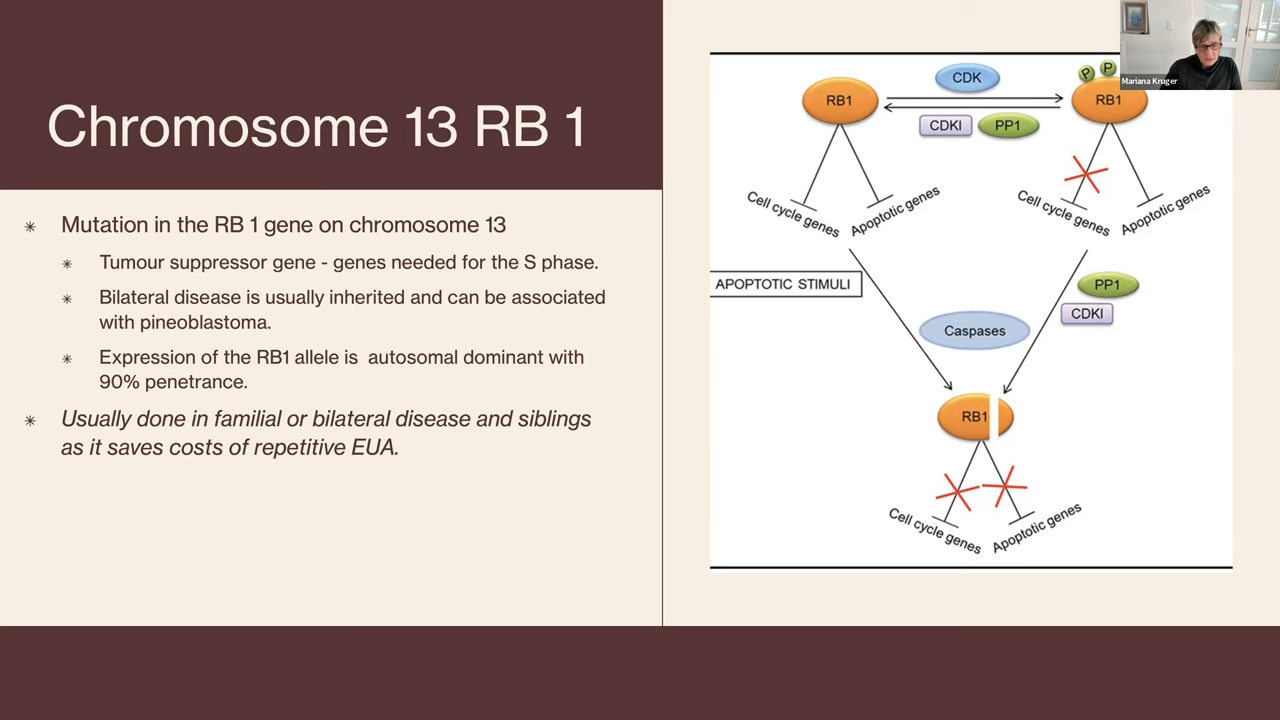 Chromosome 13 RB 1
Mutation in the RB 1 gene on chromosome 13
Tumour suppressor gene - genes needed for the S phase.
Bilateral disease is usually inherited and can be associated
with pineoblastoma.
Expression of the RB1 allele is autosomal dominant with
90% penetrance.
Usually done in familial or bilateral disease and siblings
as it saves costs of repetitive EUA.
Mariana Kruger
CDK
P
P
RB1
RB1
CDKI
PP1
Cell cycle genes
Apoptotic genes
Cell cycle genes
Apoptotic genes
APOPTOTIC STIMULI
PP1
CDKI
Caspases
RB1
Cell cycle genes
Apoptotic genes